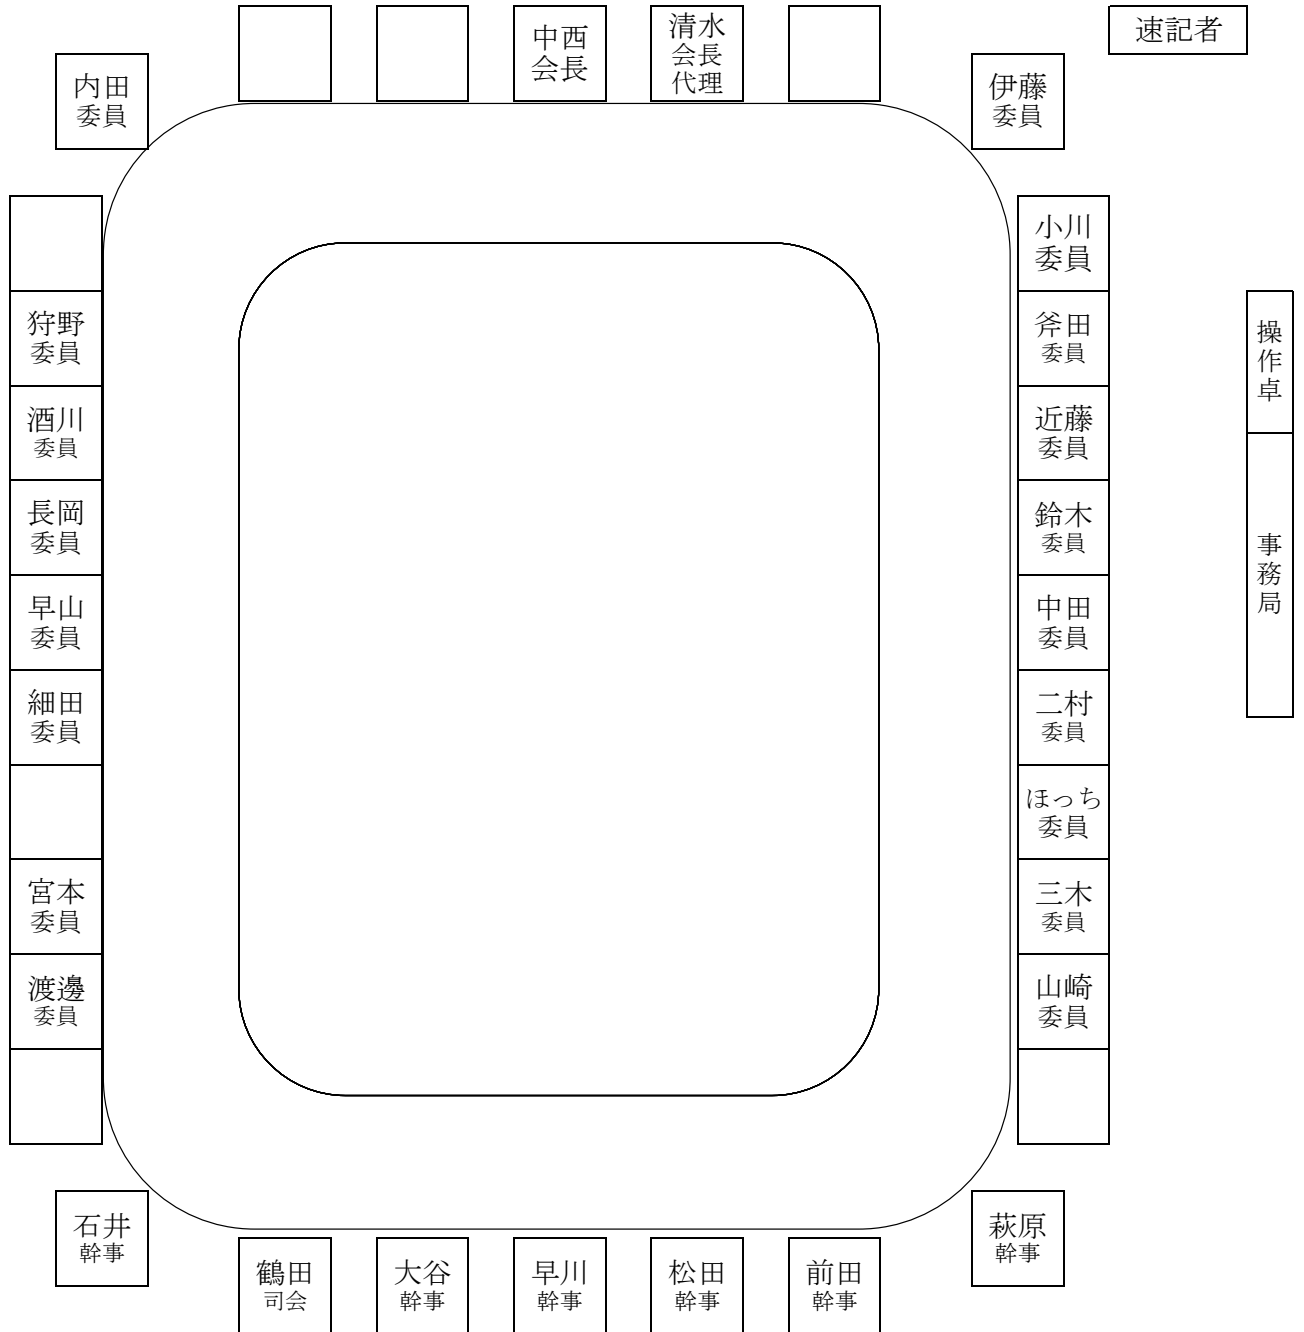 中西
会長
清水
会長
代理
速記者
内田
委員
伊藤
委員
小川
委員
狩野
委員
斧田
委員
操作卓
酒川
委員
近藤
委員
長岡
委員
鈴木
委員
事務局
早山
委員
中田
委員
細田
委員
二村
委員
ほっち
委員
宮本
委員
三木
委員
渡邊
委員
山崎
委員
石井
幹事
萩原
幹事
鶴田
司会
大谷
幹事
早川
幹事
松田
幹事
前田
幹事